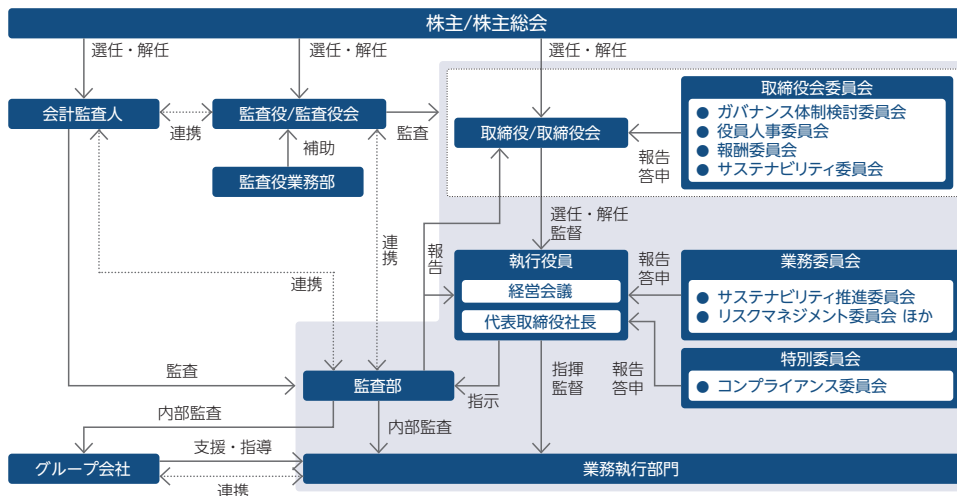 株主/株主総会
選任・解任
選任・解任
選任・解任
会計監査人
連携
監査役/監査役会
監査
補助
監査役業務部
取締役/取締役会
報告
答申
取締役会委員会
● ガバナンス体制検討委員会
● 役員人事委員会
● 報酬委員会
● サステナビリティ委員会
選任・解任
監督
連携
連携
報告
執行役員
経営会議
代表取締役社長
報告
答申
業務委員会
● サステナビリティ推進委員会
● リスクマネジメント委員会 ほか
特別委員会
● コンプライアンス委員会
報告
答申
監査
監査部
指示
指揮
監督
内部監査
内部監査
グループ会社
支援・指導
連携
業務執行部門